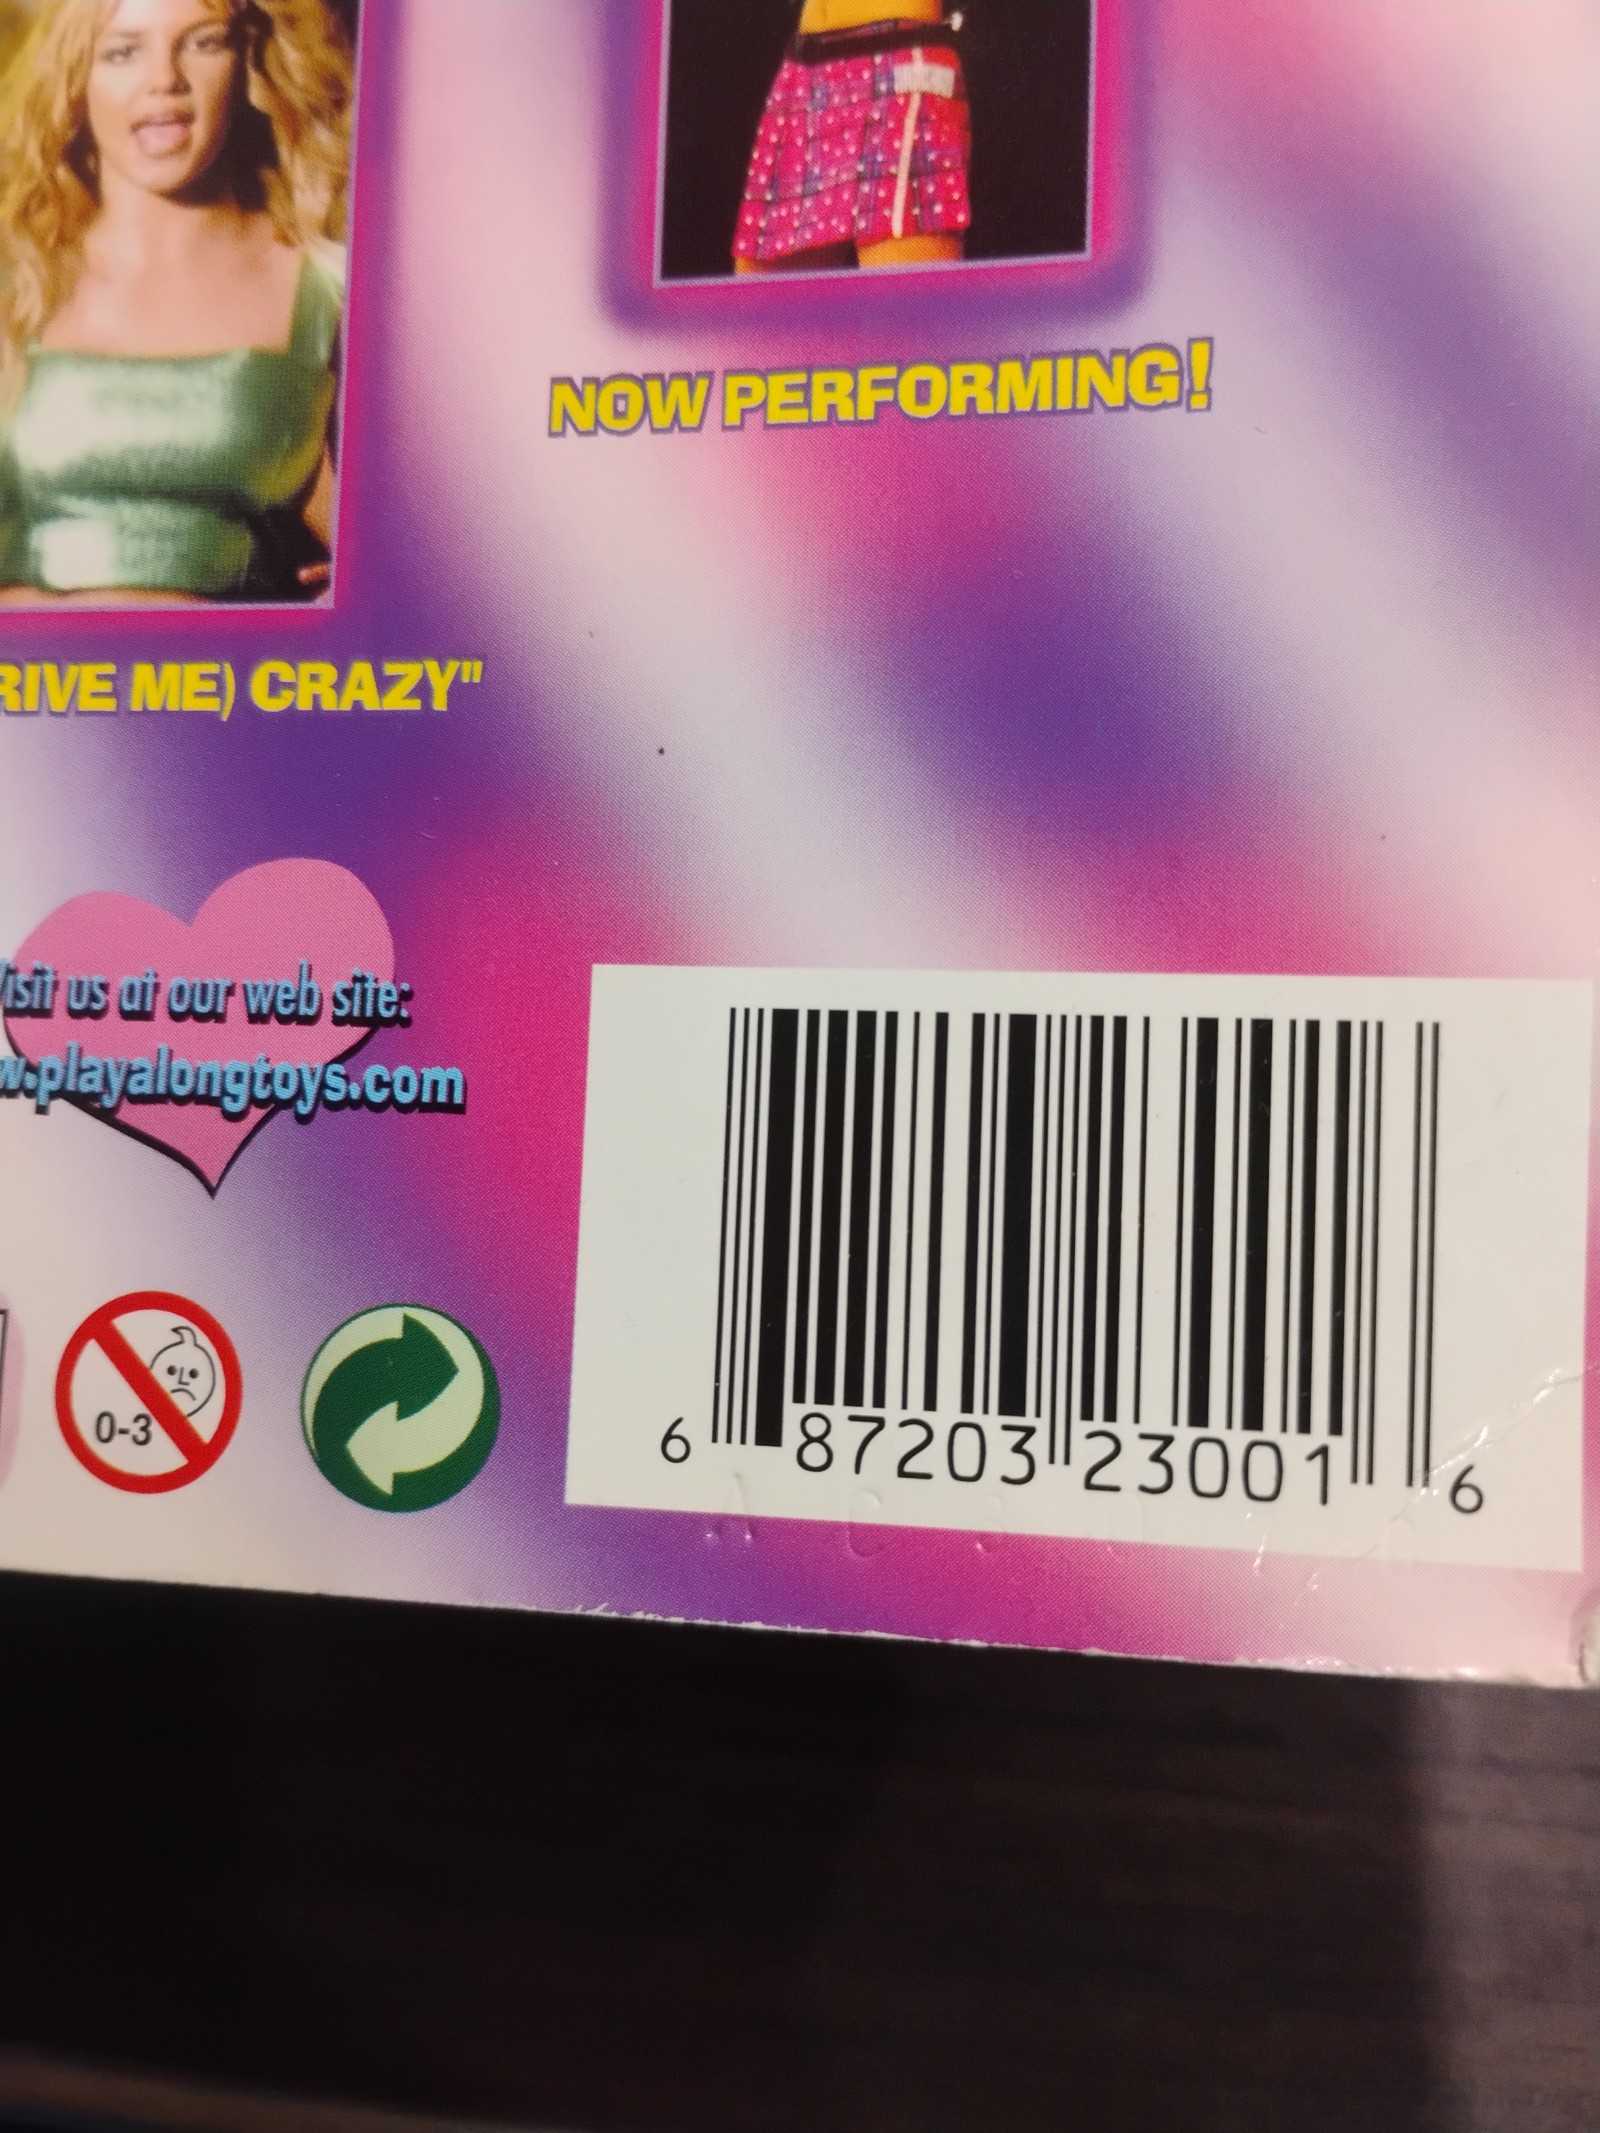 NOW PERFORMING!
RIVE ME) CRAZY"
isit us at our web site:
w.playalongtoys.com
0-3
6 87203 23001 6